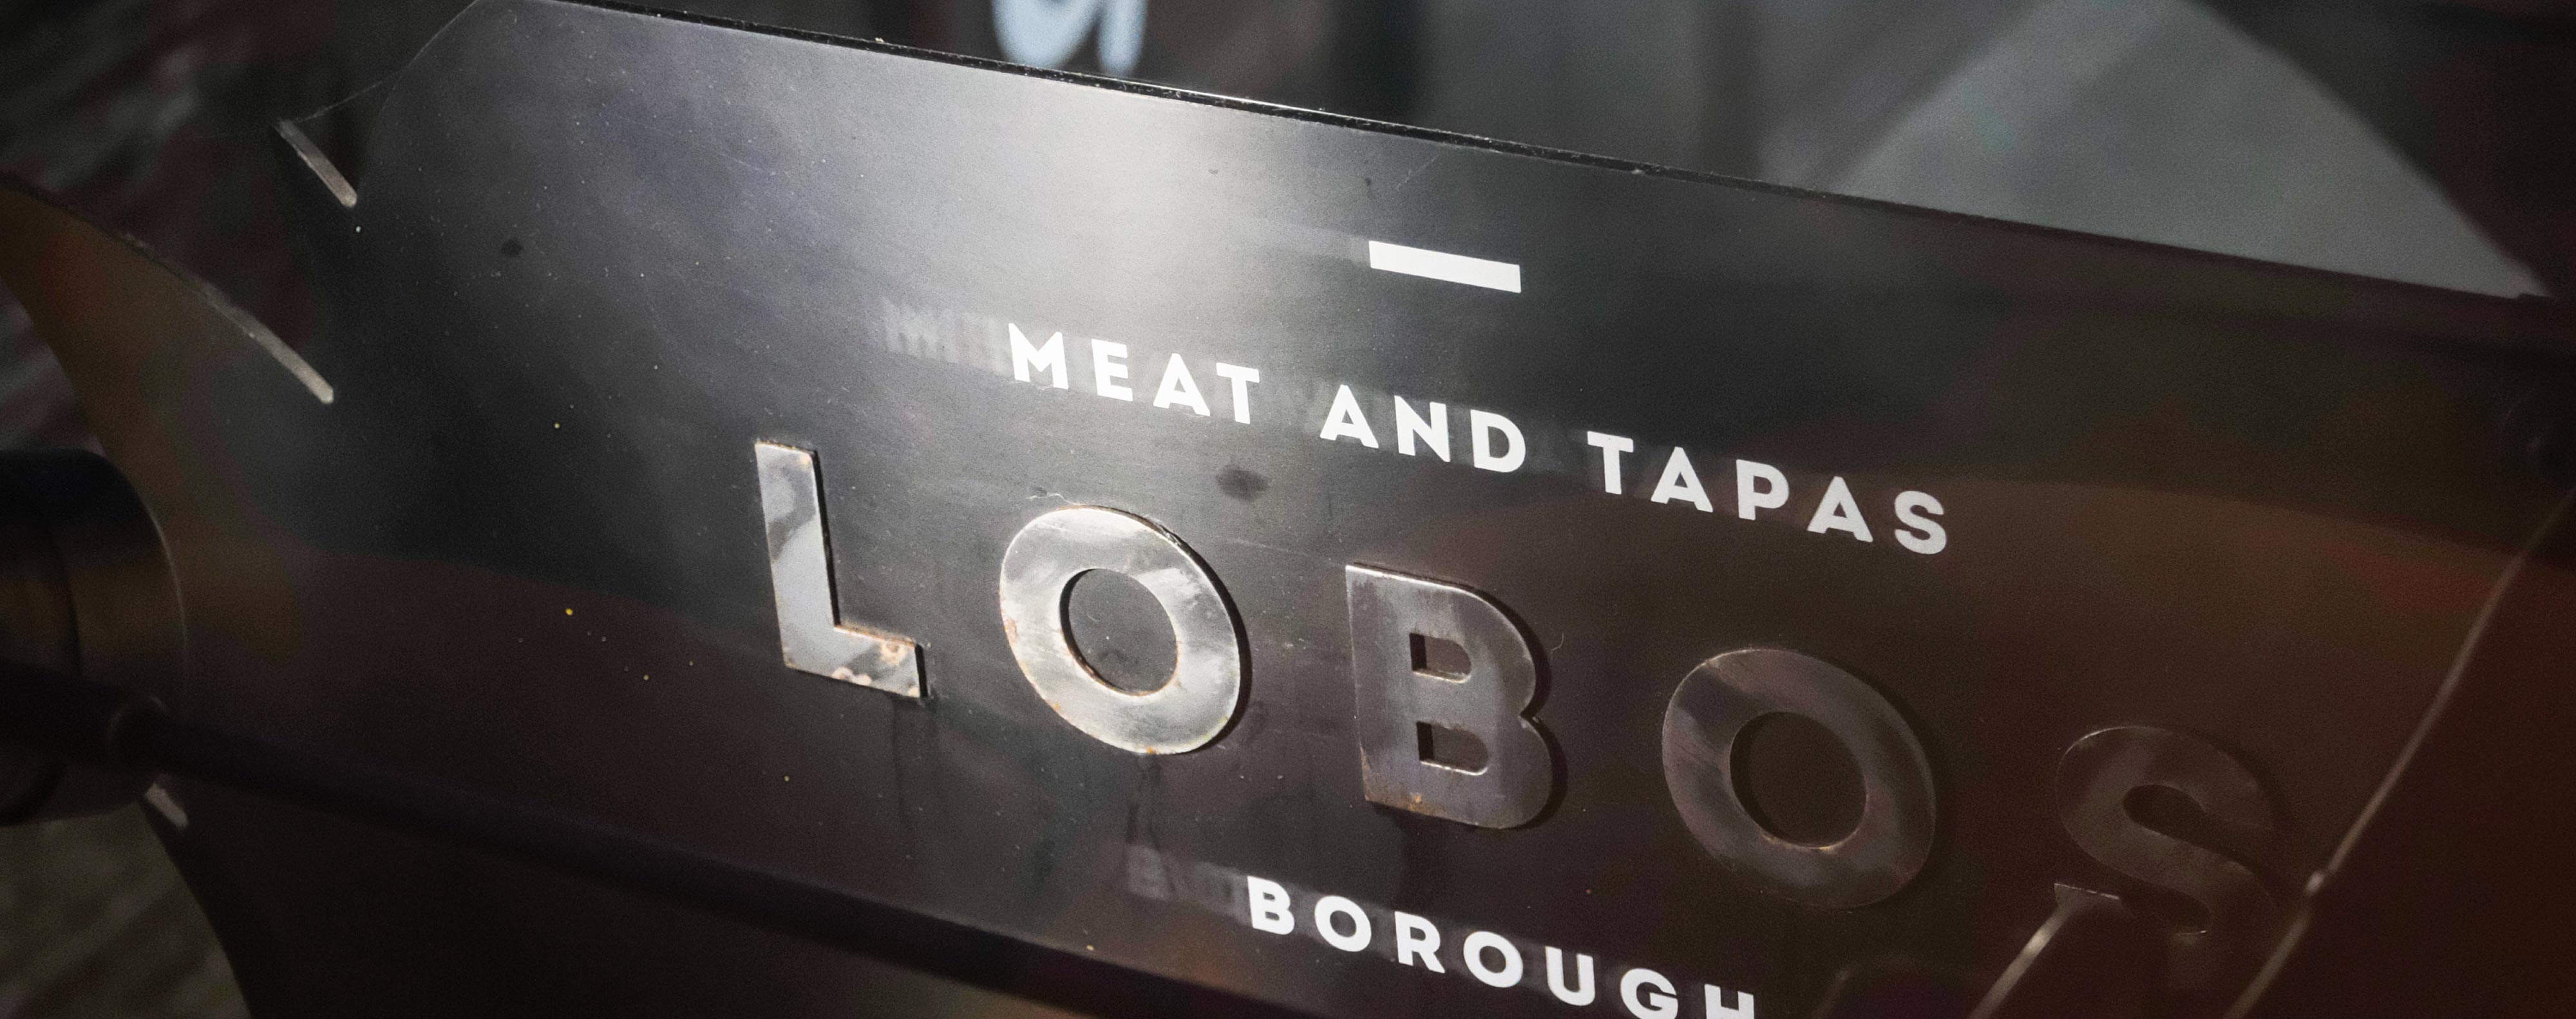 MEAT AND TAPAS
LOBOS
BOROUGH